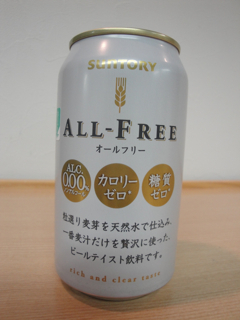 SUNTORY
ALL-FREE
オールフリー
ALC.
0.00%
カロリー
ゼロ*
糖質
ゼロ*
粒選り麦芽を天然水で仕込み、
一番麦汁だけを贅沢に使った、
ビールテイスト飲料です。
rich and clear taste